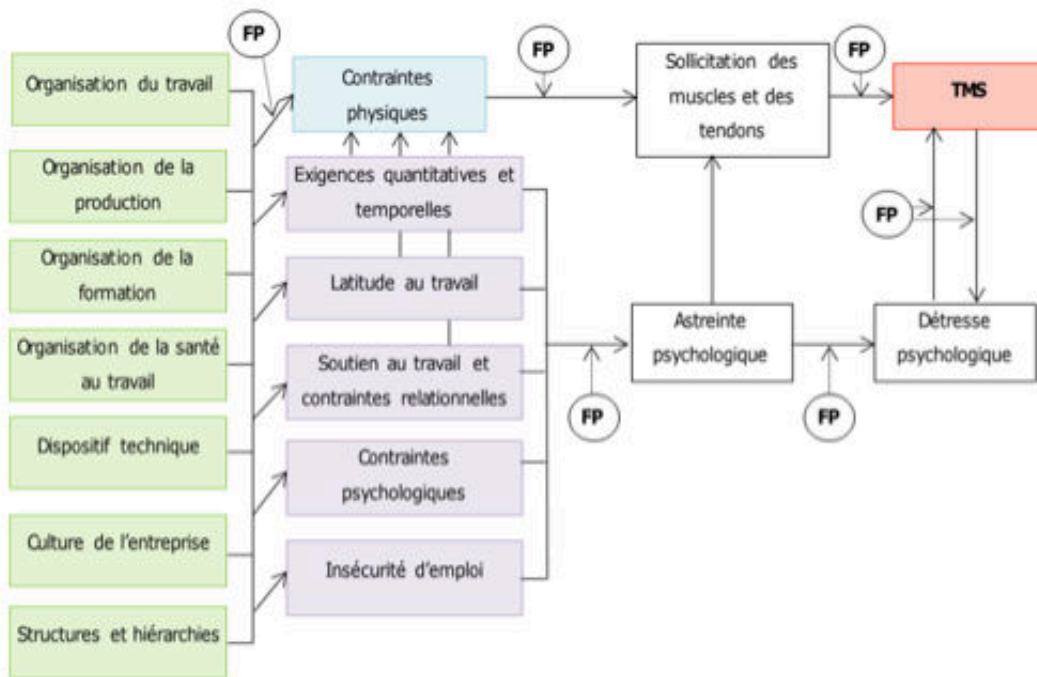 FP
Organisation du travail
Organisation de la
production
Organisation de la
formation
Organisation de la santé
au travail
Dispositif technique
Culture de l'entreprise
Structures et hiérarchies
Contraintes
physiques
Exigences quantitatives et
temporelles
Latitude au travail
Soutien au travail et
contraintes relationnelles
Contraintes
psychologiques
Insécurité d'emploi
FP
Sollicitation des
muscles et des
tendons
FP
TMS
FP
Astreinte
psychologique
Détresse
psychologique
FP
FP